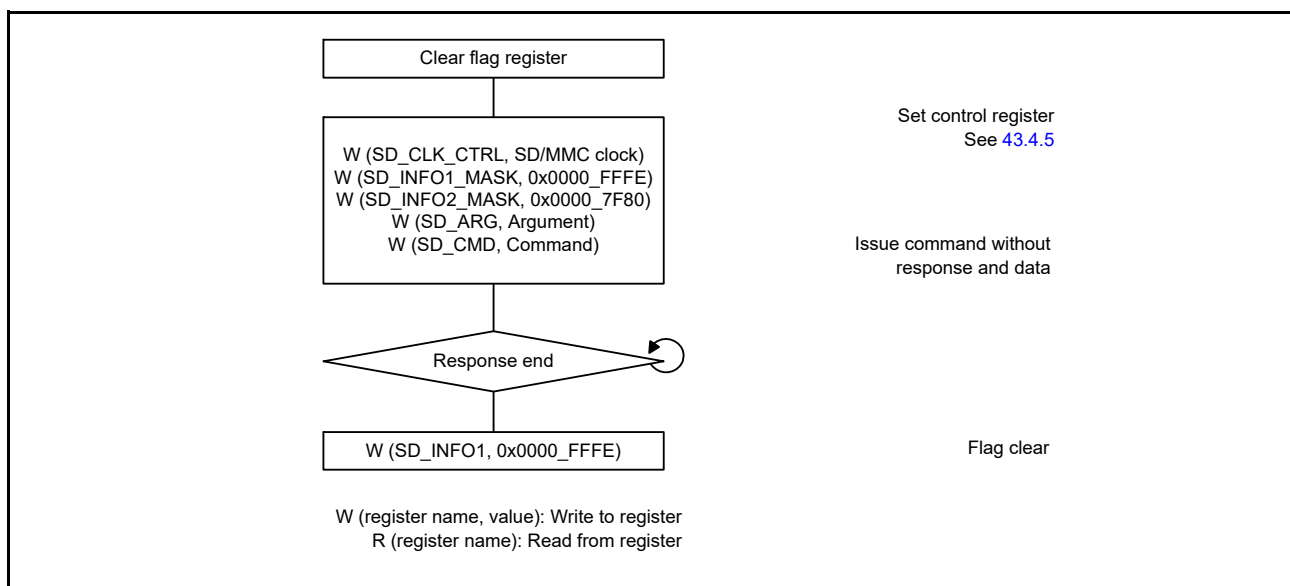 Clear flag register
Set control register
See 43.4.5
W (SD_CLK_CTRL, SD/MMC clock)
W (SD_INFO1_MASK, 0x0000_FFFE)
W (SD_INFO2_MASK, 0x0000_7F80)
W (SD_ARG, Argument)
W (SD_CMD, Command)
Issue command without
response and data
Response end
W (SD_INFO1, 0x0000_FFFE)
Flag clear
W (register name, value): Write to register
R (register name): Read from register